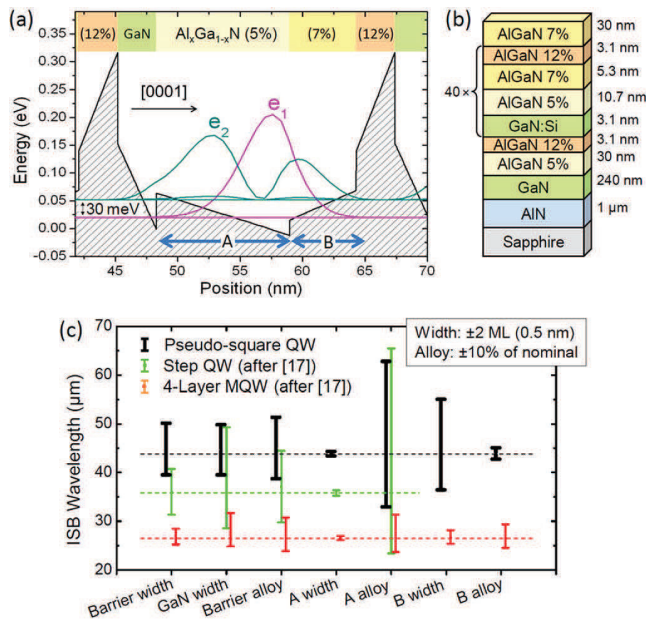 (a)
(12%) GaN AlₓGa₁₋ₓN (5%) (7%) (12%)
0.35
0.30
0.25
0.20
0.15
0.10
0.05
0.00
-0.05
Energy (eV)
[0001]
e₂
e₁
↕30 meV
A
B
45 50 55 60 65 70
Position (nm)
(b)
AlGaN 7% 30 nm
AlGaN 12% 3.1 nm
AlGaN 7% 5.3 nm
40 ×
AlGaN 5% 10.7 nm
GaN:Si 3.1 nm
AlGaN 12% 3.1 nm
AlGaN 5% 30 nm
GaN 240 nm
AlN 1 µm
Sapphire
(c)
70
60
50
40
30
20
ISB Wavelength (µm)
Pseudo-square QW
Step QW (after [17])
4-Layer MQW (after [17])
Width: ±2 ML (0.5 nm)
Alloy: ±10% of nominal
Barrier width
GaN width
Barrier alloy
A width
A alloy
B width
B alloy